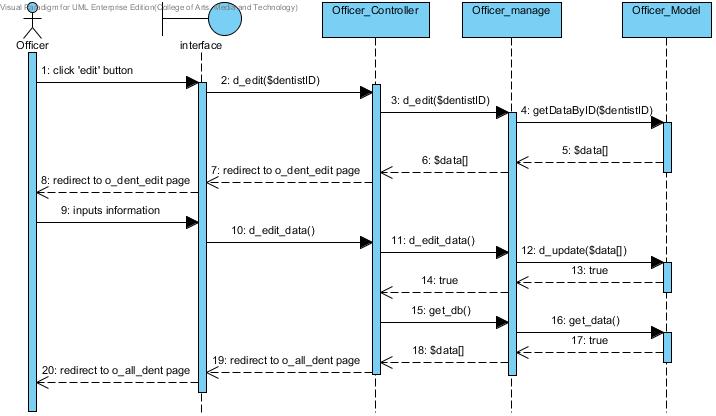 Visual Paradigm for UML Enterprise Edition(College of Arts, Media and Technology)
Officer_Controller
Officer_manage
Officer_Model
Officer
interface
1: click 'edit' button
2: d_edit($dentistID)
3: d_edit($dentistID)
4: getDataByID($dentistID)
5: $data[]
6: $data[]
7: redirect to o_dent_edit page
8: redirect to o_dent_edit page
9: inputs information
10: d_edit_data()
11: d_edit_data()
12: d_update($data[])
13: true
14: true
15: get_db()
16: get_data()
17: true
18: $data[]
19: redirect to o_all_dent page
20: redirect to o_all_dent page